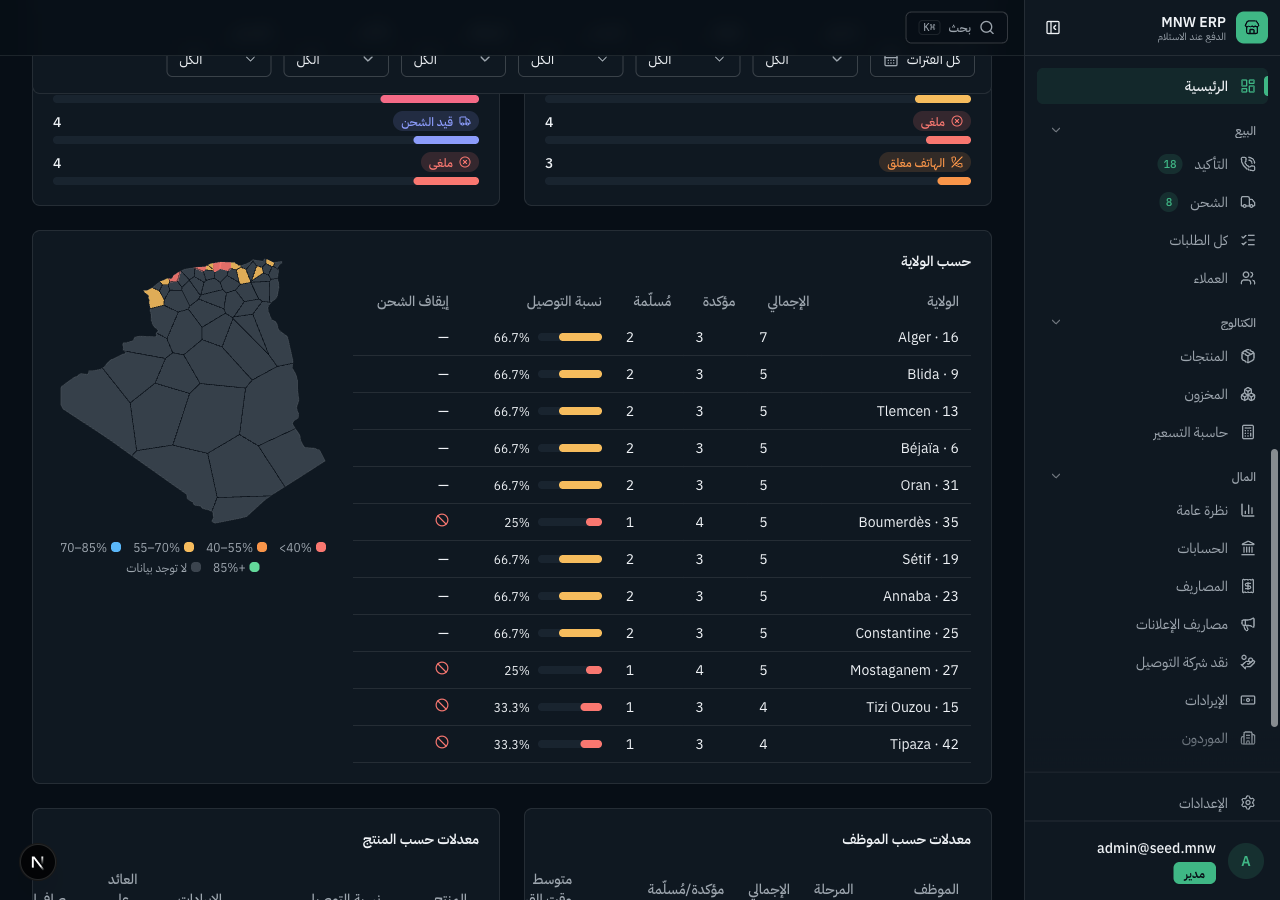 MNW ERP
الدفع عند الاستلام
بحث ⌘K
الرئيسية
البيع
التأكيد 18
الشحن 8
كل الطلبات
العملاء
الكتالوج
المنتجات
المخزون
حاسبة التسعير
المال
نظرة عامة
الحسابات
المصاريف
مصاريف الإعلانات
نقد شركة التوصيل
الإيرادات
الموردون
الإعدادات
admin@seed.mnw
A
مدير
كل الفترات الكل الكل الكل الكل الكل الكل
ملغى 4
الهاتف مغلق 3
قيد الشحن 4
ملغى 4
حسب الولاية
الولاية الإجمالي مؤكدة مُسلّمة نسبة التوصيل إيقاف الشحن
16 · Alger 7 3 2 66.7% —
9 · Blida 5 3 2 66.7% —
13 · Tlemcen 5 3 2 66.7% —
6 · Béjaïa 5 3 2 66.7% —
31 · Oran 5 3 2 66.7% —
35 · Boumerdès 5 4 1 25%
19 · Sétif 5 3 2 66.7% —
23 · Annaba 5 3 2 66.7% —
25 · Constantine 5 3 2 66.7% —
27 · Mostaganem 5 4 1 25%
15 · Tizi Ouzou 4 3 1 33.3%
42 · Tipaza 4 3 1 33.3%
<40% 40–55% 55–70% 70–85%
85%+ لا توجد بيانات
معدلات حسب الموظف
الموظف المرحلة الإجمالي مؤكدة/مُسلّمة متوسط
معدلات حسب المنتج
المنتج نسبة التوصيل الإيرادات العائد
N